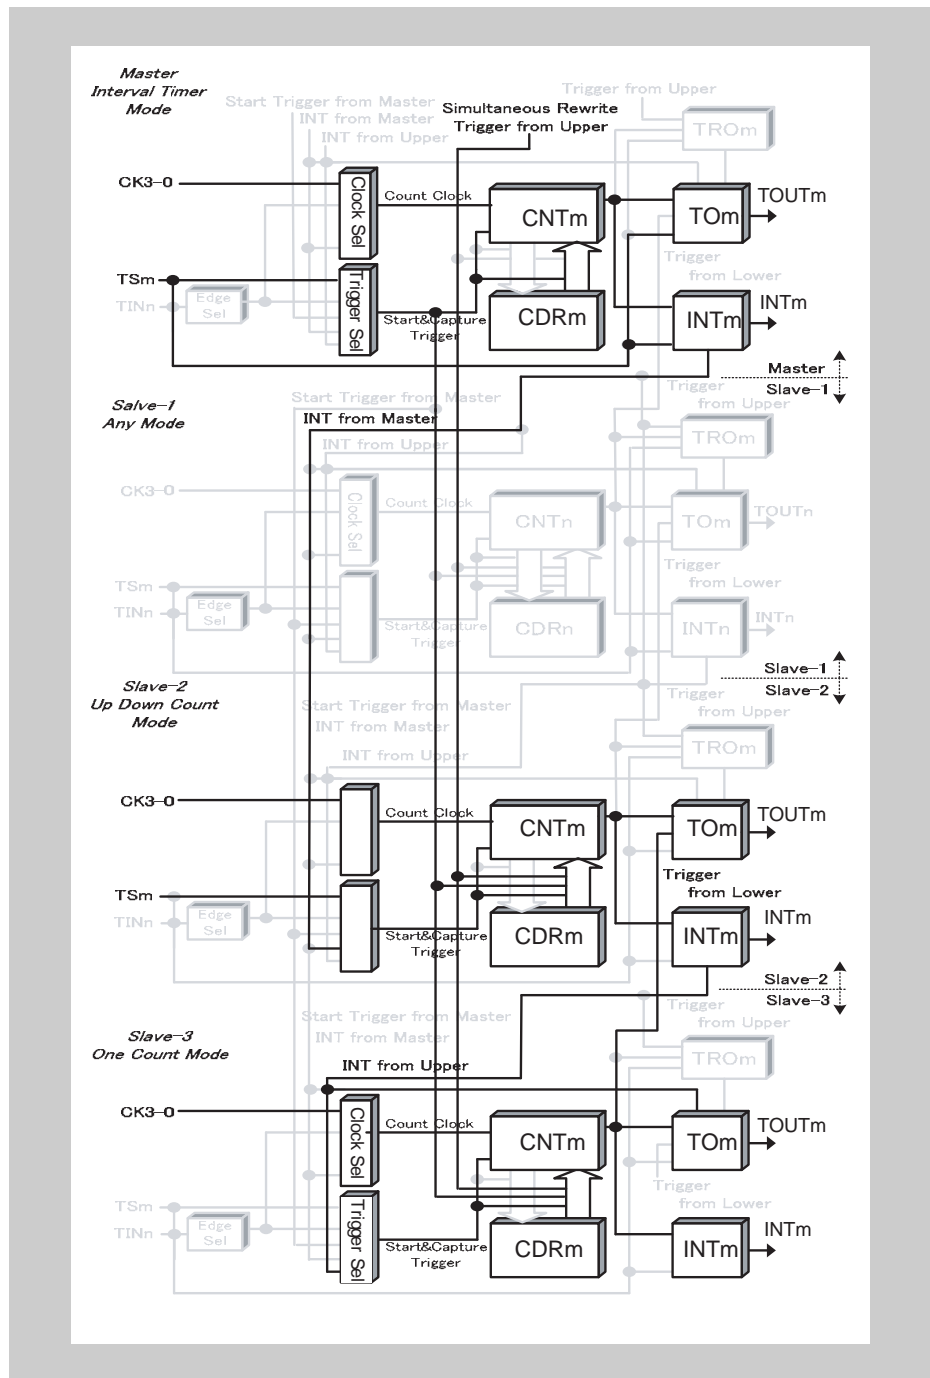 Master
Interval Timer
Mode
Trigger from Upper
Start Trigger from Master
Simultaneous Rewrite
Trigger from Upper
INT from Master
INT from Upper
TROm
CK3-0
Clock Sel
Count Clock
CNTm
TOm
TOUTm
Trigger
from Lower
TSm
TINn
Edge
Sel
Trigger Sel
Start&Capture
Trigger
CDRm
INTm
INTm
Master
Slave-1
Salve-1
Any Mode
Start Trigger from Master
INT from Master
INT from Upper
Trigger
from Upper
TROm
CK3-0
Clock Sel
Count Clock
CNTn
TOm
TOUTn
Trigger
from Lower
TSm
TINn
Edge
Sel
Start&Capture
Trigger
CDRn
INTn
INTn
Slave-1
Slave-2
Slave-2
Up Down Count
Mode
Start Trigger from Master
INT from Master
INT from Upper
Trigger
from Upper
TROm
CK3-0
Count Clock
CNTm
TOm
TOUTm
Trigger
from Lower
TSm
TINn
Edge
Sel
Start&Capture
Trigger
CDRm
INTm
INTm
Slave-2
Slave-3
Slave-3
One Count Mode
Start Trigger from Master
INT from Master
INT from Upper
Trigger
from Upper
TROm
CK3-0
Clock Sel
Count Clock
CNTm
TOm
TOUTm
Trigger
from Lower
TSm
TINn
Edge
Sel
Trigger Sel
Start&Capture
Trigger
CDRm
INTm
INTm